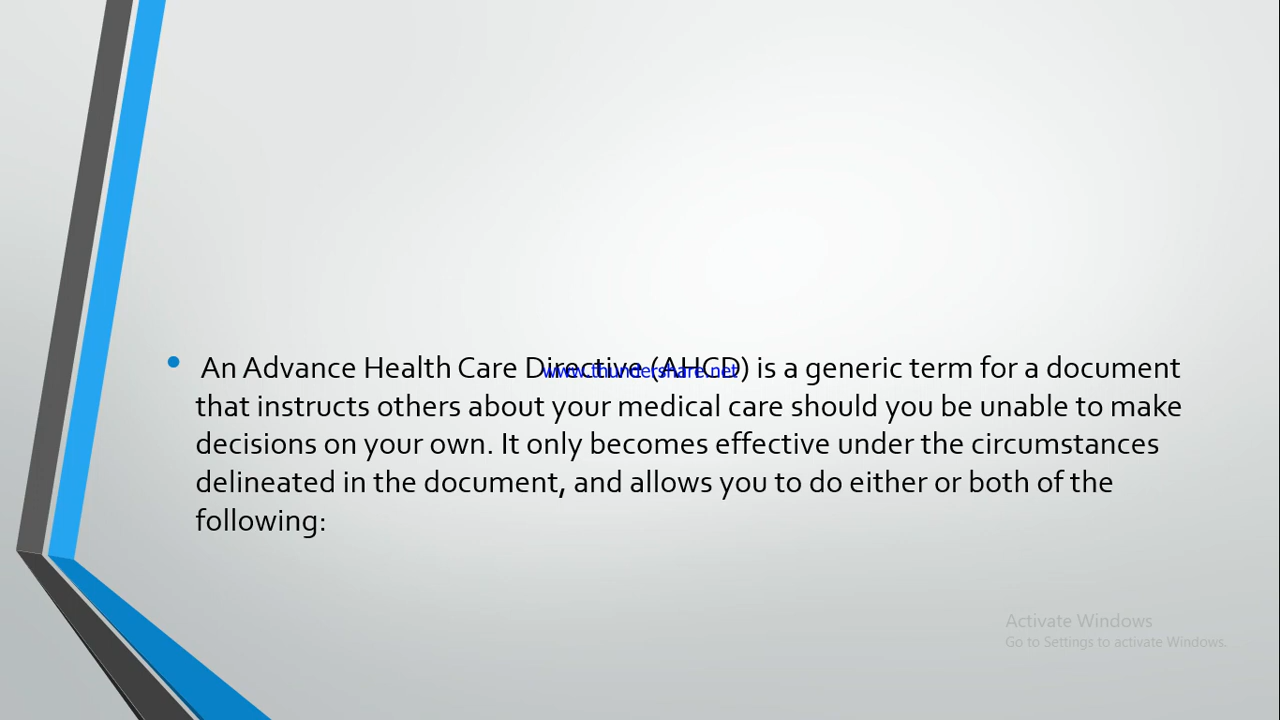 An Advance Health Care Directive (AHCD) is a generic term for a document
www.thundershare.net
that instructs others about your medical care should you be unable to make
decisions on your own. It only becomes effective under the circumstances
delineated in the document, and allows you to do either or both of the
following:
Activate Windows
Go to Settings to activate Windows.